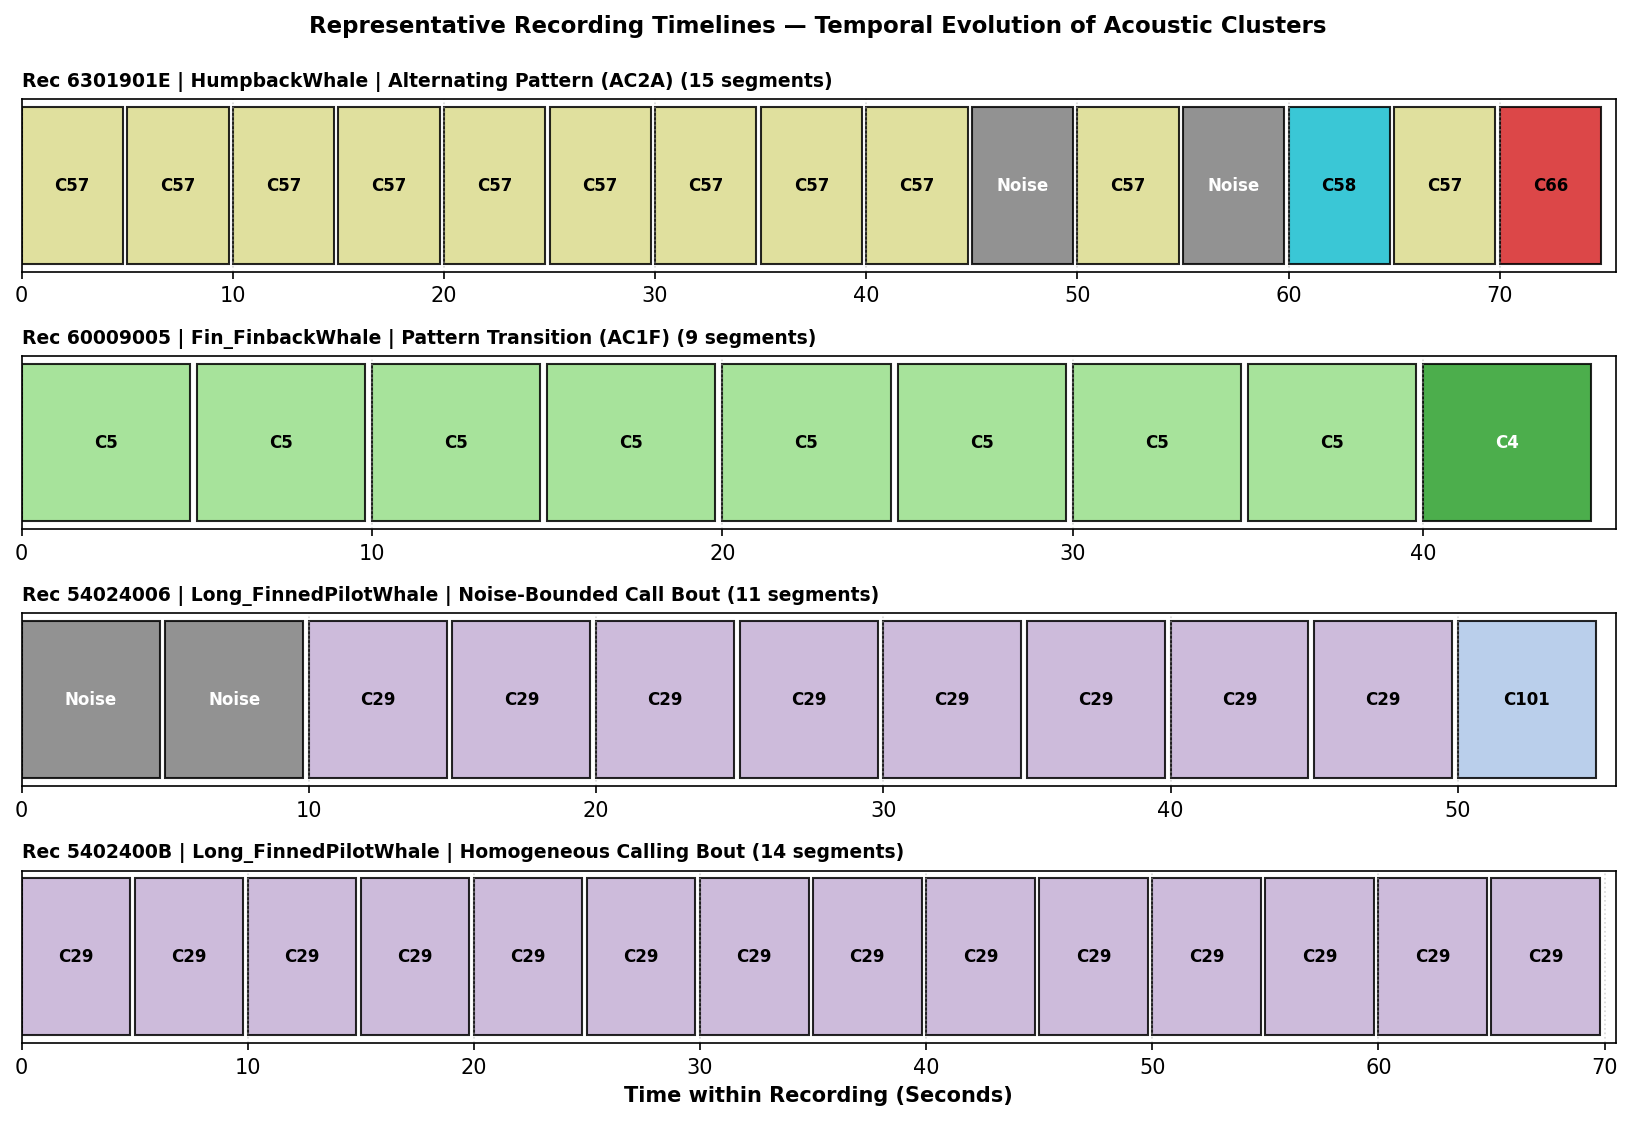 Representative Recording Timelines — Temporal Evolution of Acoustic Clusters
Rec 6301901E | HumpbackWhale | Alternating Pattern (AC2A) (15 segments)
C57 C57 C57 C57 C57 C57 C57 C57 C57 Noise C57 Noise C58 C57 C66
0 10 20 30 40 50 60 70
Rec 60009005 | Fin_FinbackWhale | Pattern Transition (AC1F) (9 segments)
C5 C5 C5 C5 C5 C5 C5 C5 C4
0 10 20 30 40
Rec 54024006 | Long_FinnedPilotWhale | Noise-Bounded Call Bout (11 segments)
Noise Noise C29 C29 C29 C29 C29 C29 C29 C29 C101
0 10 20 30 40 50
Rec 5402400B | Long_FinnedPilotWhale | Homogeneous Calling Bout (14 segments)
C29 C29 C29 C29 C29 C29 C29 C29 C29 C29 C29 C29 C29 C29
0 10 20 30 40 50 60 70
Time within Recording (Seconds)